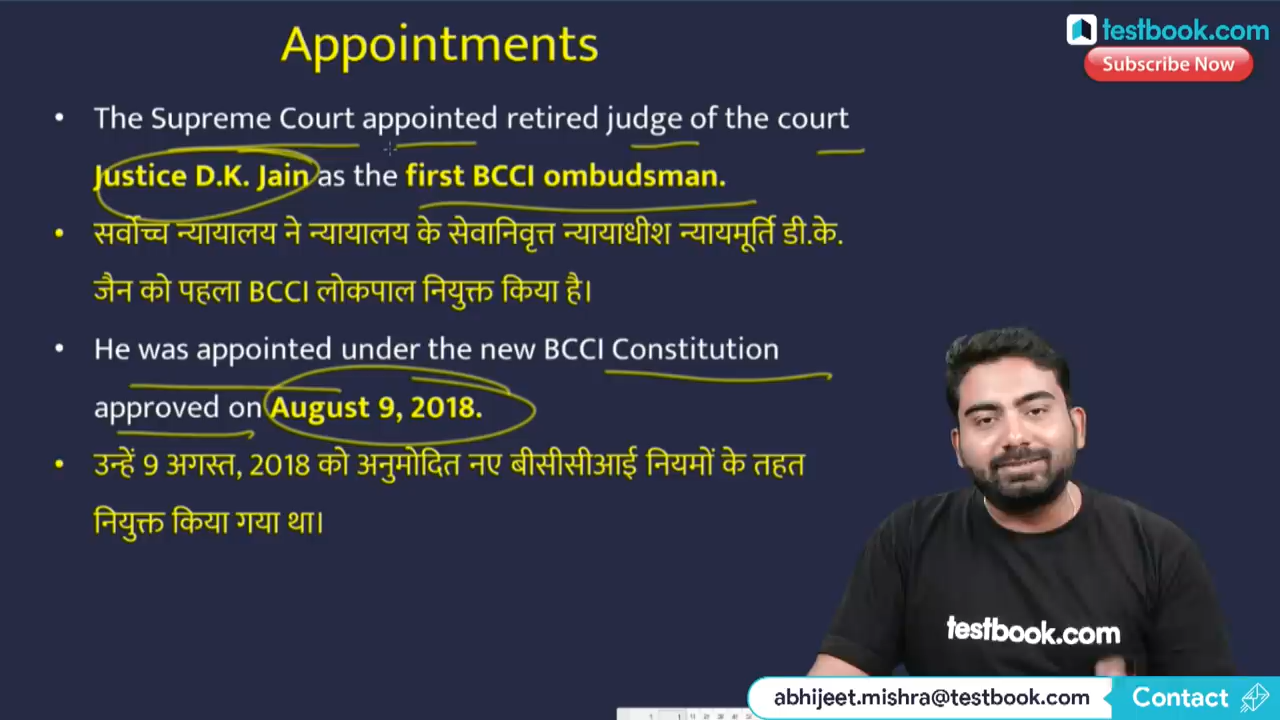 Appointments
testbook.com
Subscribe Now
• The Supreme Court appointed retired judge of the court
Justice D.K. Jain as the first BCCI ombudsman.
• सर्वोच्च न्यायालय ने न्यायालय के सेवानिवृत्त न्यायाधीश न्यायमूर्ति डी.के.
जैन को पहला BCCI लोकपाल नियुक्त किया है।
• He was appointed under the new BCCI Constitution
approved on August 9, 2018.
• उन्हें 9 अगस्त, 2018 को अनुमोदित नए बीसीसीआई नियमों के तहत
नियुक्त किया गया था।
testbook.com
abhijeet.mishra@testbook.com Contact